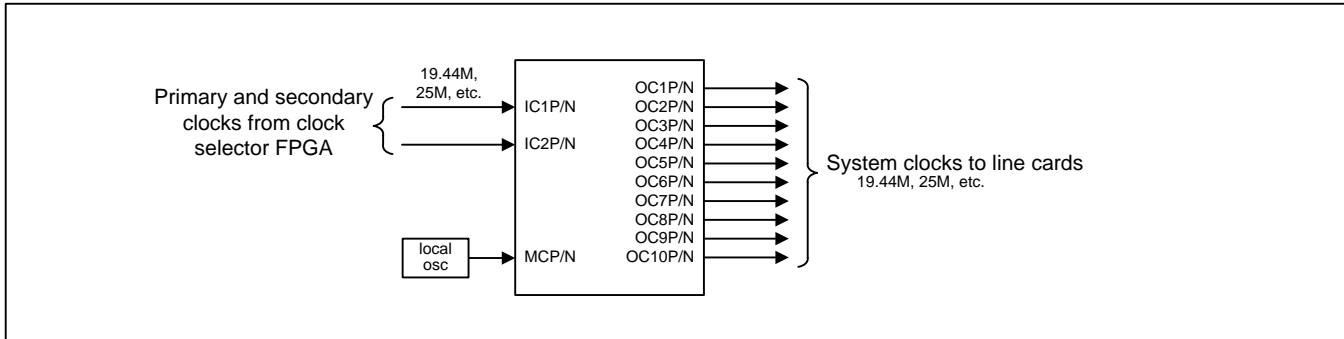 Primary and secondary
clocks from clock
selector FPGA
19.44M,
25M, etc.
IC1P/N
IC2P/N
local
osc
MCP/N
OC1P/N
OC2P/N
OC3P/N
OC4P/N
OC5P/N
OC6P/N
OC7P/N
OC8P/N
OC9P/N
OC10P/N
System clocks to line cards
19.44M, 25M, etc.